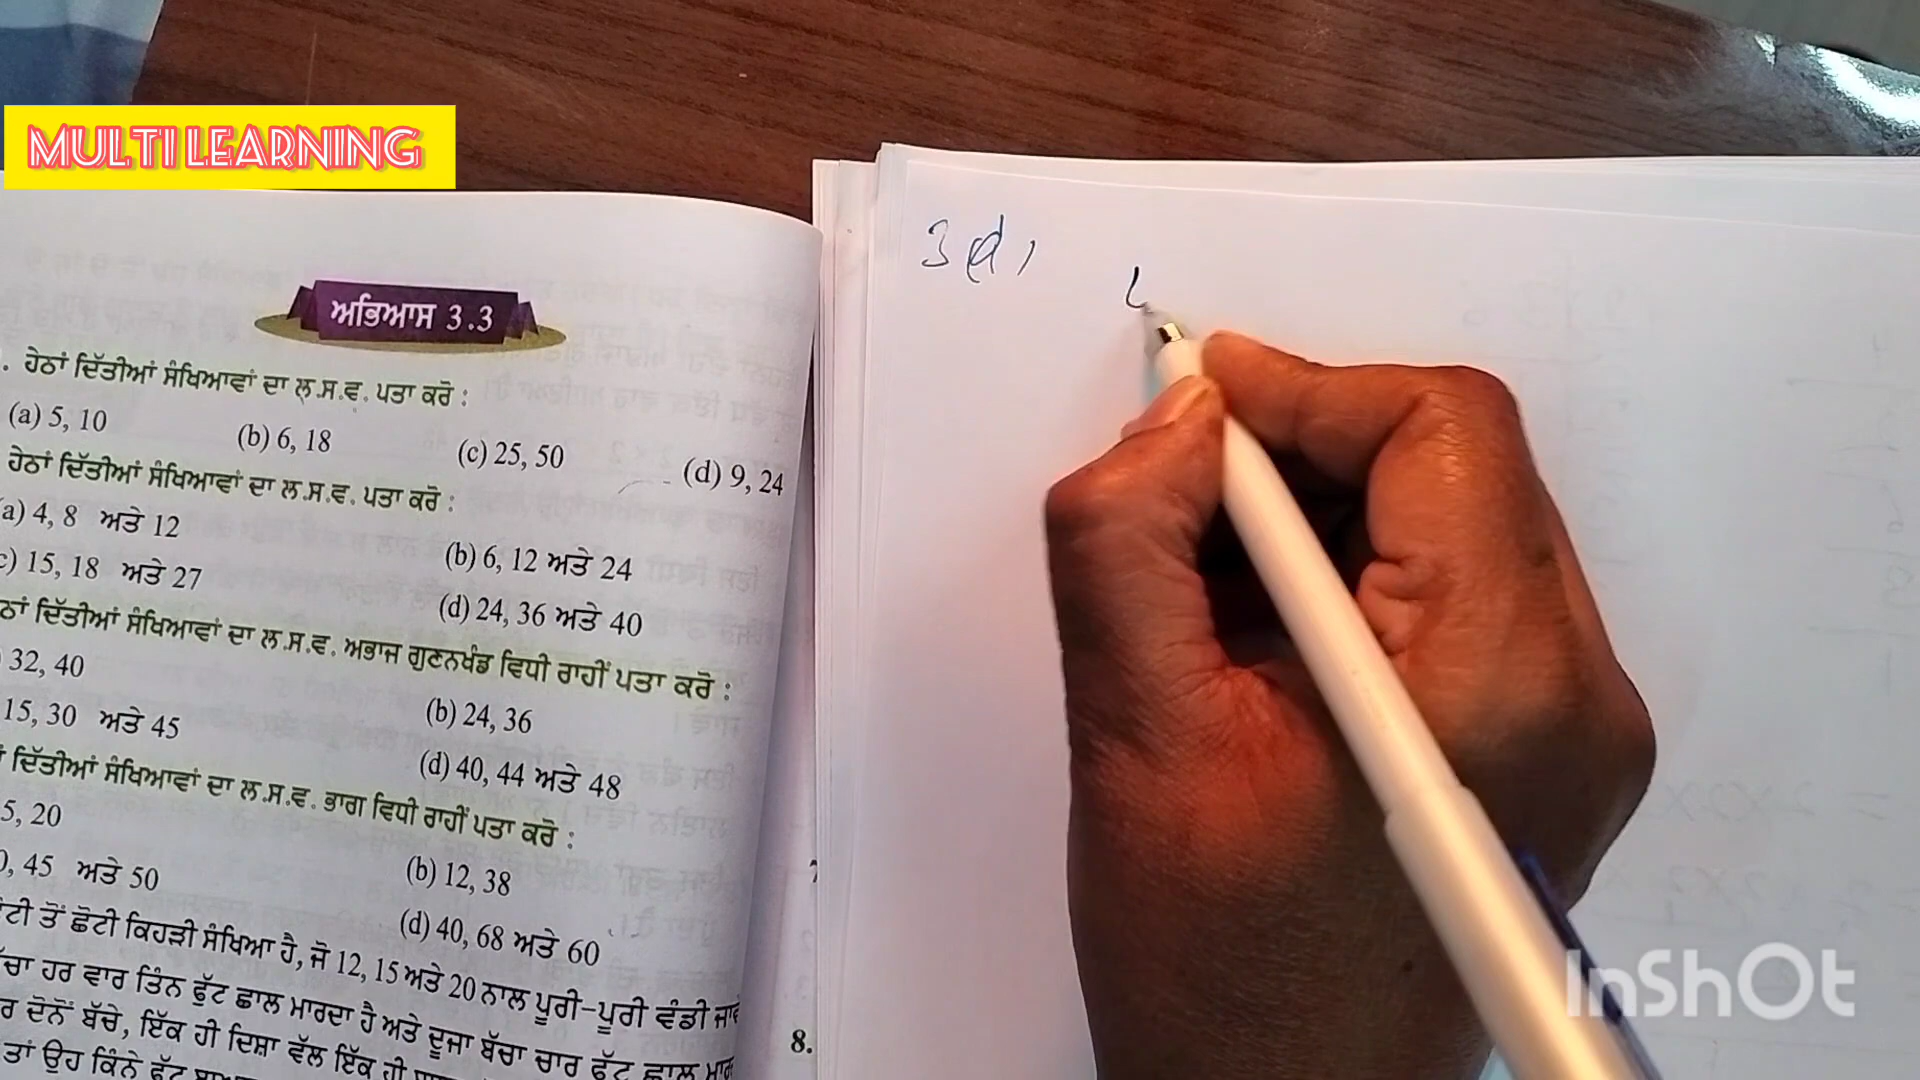 MULTI LEARNING
ਅਭਿਆਸ 3.3
. ਹੇਠਾਂ ਦਿੱਤੀਆਂ ਸੰਖਿਆਵਾਂ ਦਾ ਲ.ਸ.ਵ. ਪਤਾ ਕਰੋ :
(a) 5, 10 (b) 6, 18 (c) 25, 50 (d) 9, 24
ਹੇਠਾਂ ਦਿੱਤੀਆਂ ਸੰਖਿਆਵਾਂ ਦਾ ਲ.ਸ.ਵ. ਪਤਾ ਕਰੋ :
a) 4, 8 ਅਤੇ 12 (b) 6, 12 ਅਤੇ 24
c) 15, 18 ਅਤੇ 27 (d) 24, 36 ਅਤੇ 40
ਠਾਂ ਦਿੱਤੀਆਂ ਸੰਖਿਆਵਾਂ ਦਾ ਲ.ਸ.ਵ. ਅਭਾਜ ਗੁਣਨਖੰਡ ਵਿਧੀ ਰਾਹੀਂ ਪਤਾ ਕਰੋ :
32, 40 (b) 24, 36
15, 30 ਅਤੇ 45 (d) 40, 44 ਅਤੇ 48
ਦਿੱਤੀਆਂ ਸੰਖਿਆਵਾਂ ਦਾ ਲ.ਸ.ਵ. ਭਾਗ ਵਿਧੀ ਰਾਹੀਂ ਪਤਾ ਕਰੋ :
5, 20 (b) 12, 38
, 45 ਅਤੇ 50 (d) 40, 68 ਅਤੇ 60
ਟੀ ਤੋਂ ਛੋਟੀ ਕਿਹੜੀ ਸੰਖਿਆ ਹੈ, ਜੋ 12, 15 ਅਤੇ 20 ਨਾਲ ਪੂਰੀ-ਪੂਰੀ ਵੰਡੀ
ਚਾ ਹਰ ਵਾਰ ਤਿੰਨ ਫੁੱਟ ਛਾਲ ਮਾਰਦਾ ਹੈ ਅਤੇ ਦੂਜਾ ਬੱਚਾ ਚਾਰ ਫੁੱਟ ਛਾਲ
ਰ ਦੋਨੋਂ ਬੱਚੇ, ਇੱਕ ਹੀ ਦਿਸ਼ਾ ਵੱਲ ਇੱਕ ਹੀ
ਤਾਂ ਉਹ ਕਿੰਨੇ ਫੁੱਟ
8.
3 (d)
InShOt